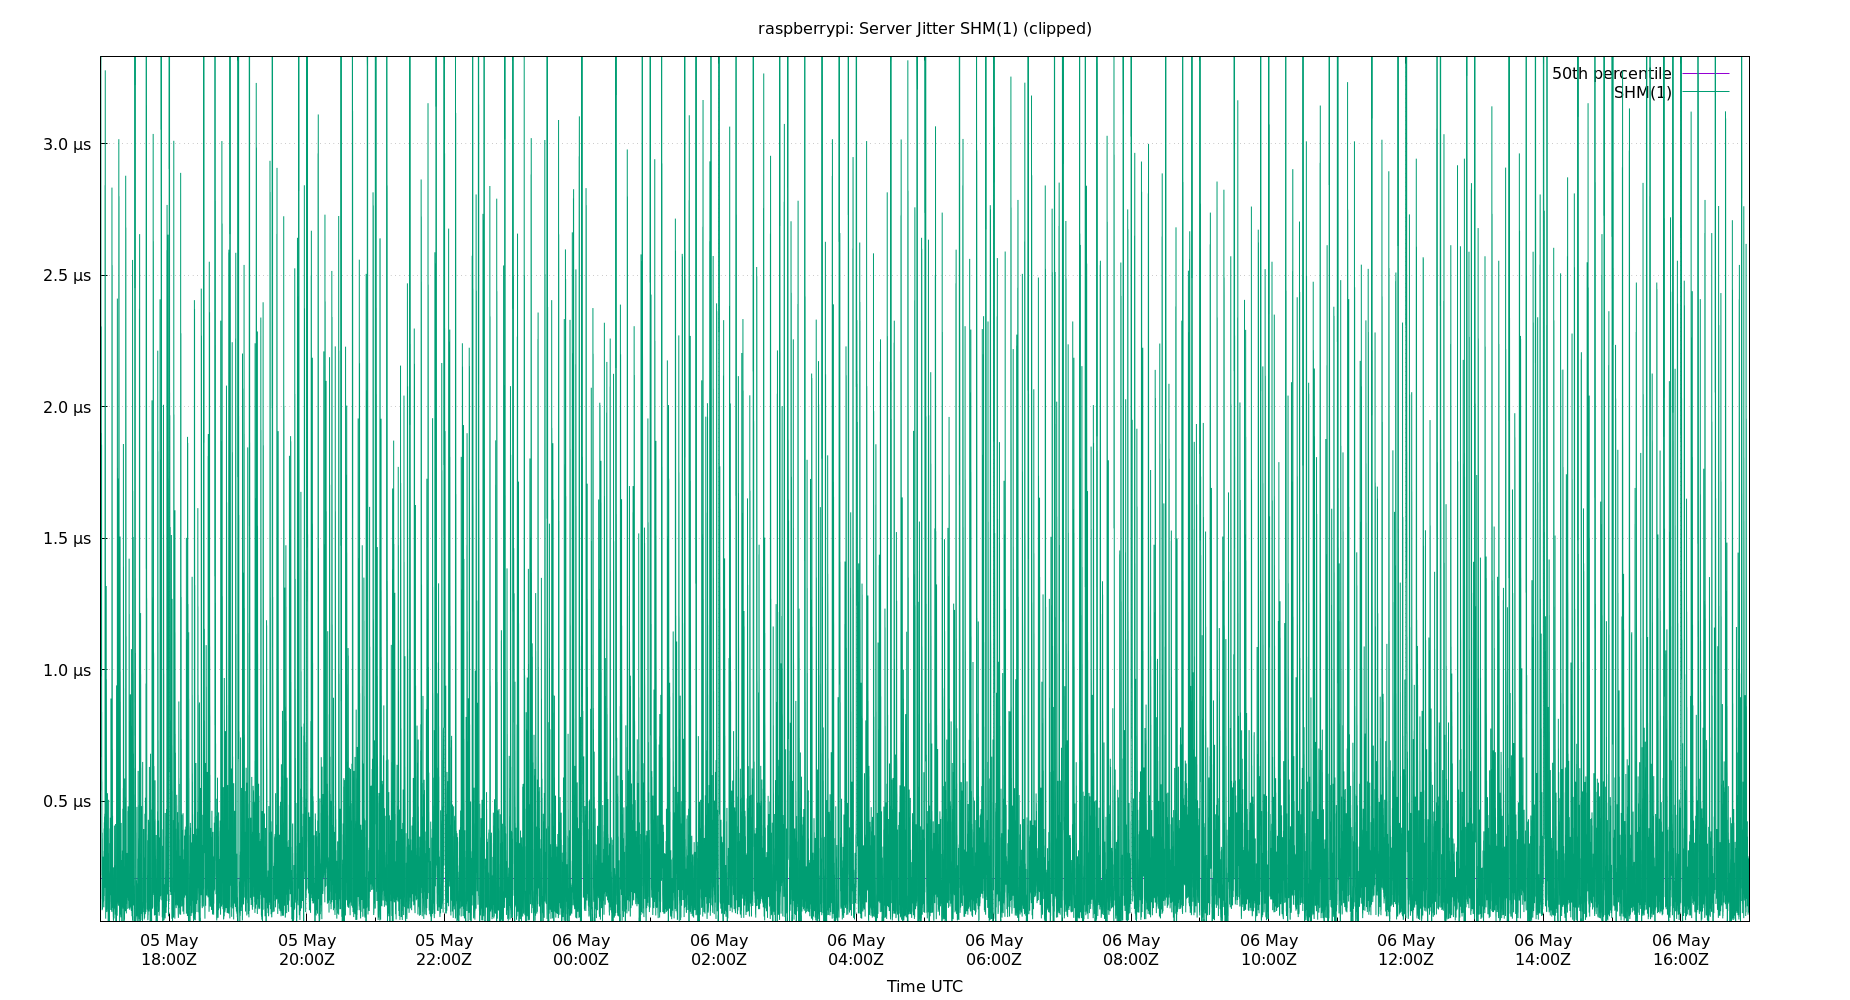 raspberrypi: Server Jitter SHM(1) (clipped)
50th percentile
SHM(1)
3.0 µs
2.5 µs
2.0 µs
1.5 µs
1.0 µs
0.5 µs
05 May 05 May 05 May 06 May 06 May 06 May 06 May 06 May 06 May 06 May 06 May 06 May
18:00Z 20:00Z 22:00Z 00:00Z 02:00Z 04:00Z 06:00Z 08:00Z 10:00Z 12:00Z 14:00Z 16:00Z
Time UTC